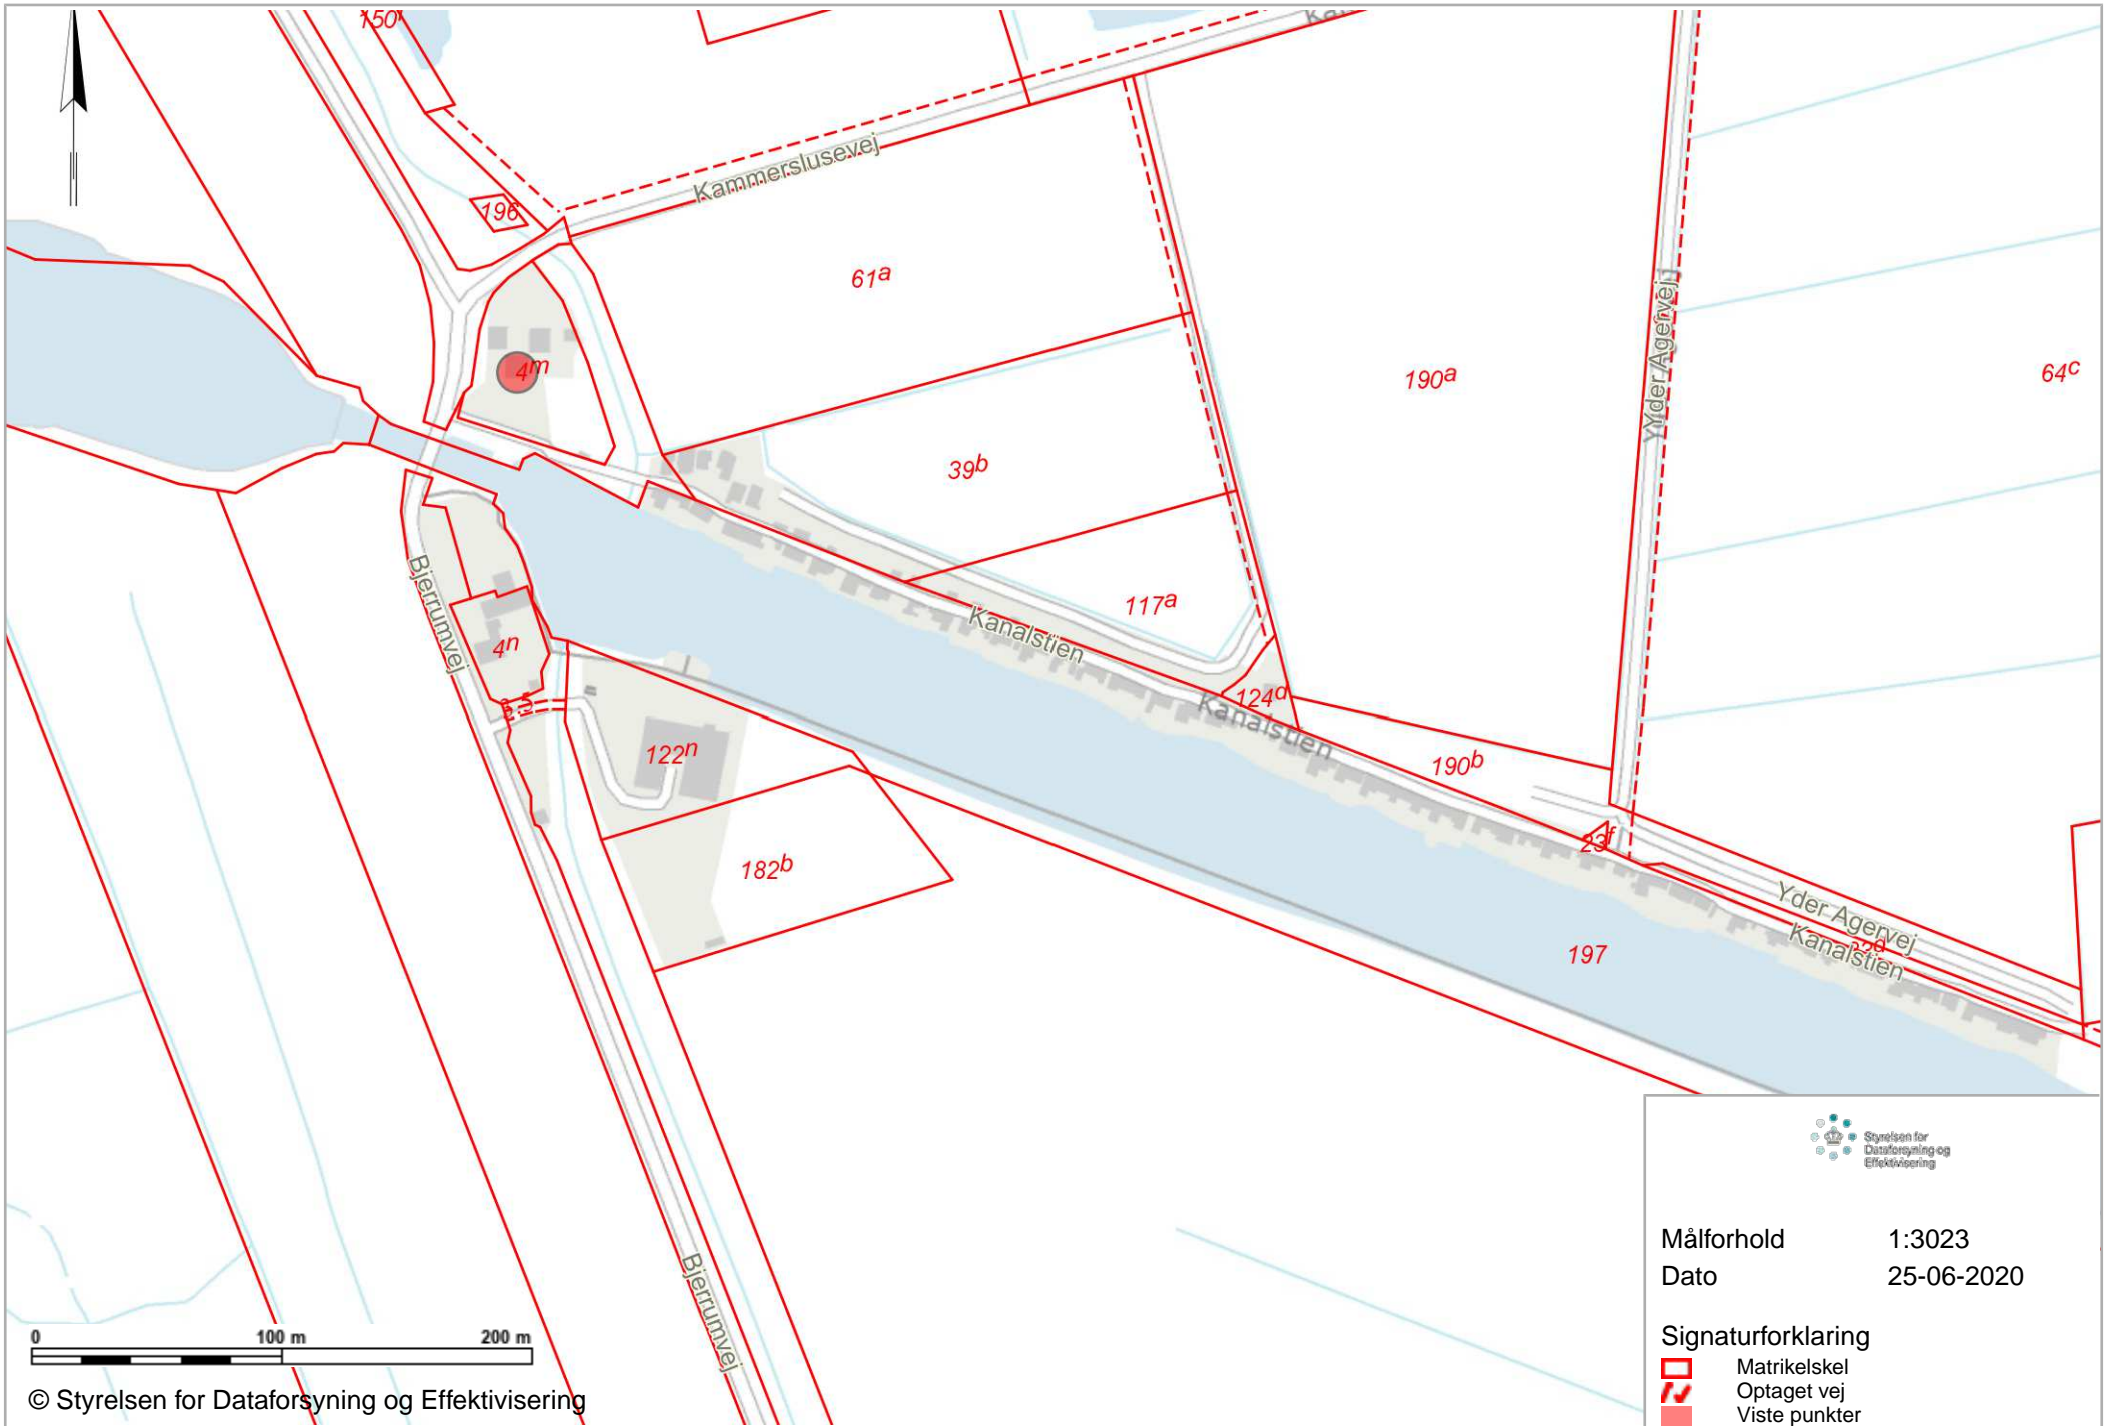 196
Kammerslusevej
61a
4m
190a
Yder Agervej
64c
39b
117a
Kanalstien
Bjerrumvej
4n
124d
Kanalstien
122n
190b
23f
182b
Yder Agervej
Kanalstien
197
Bjerrumvej
Styrelsen for
Dataforsyning og
Effektivisering
Målforhold 1:3023
Dato 25-06-2020
Signaturforklaring
Matrikelskel
Optaget vej
Viste punkter
0 100 m 200 m
© Styrelsen for Dataforsyning og Effektivisering